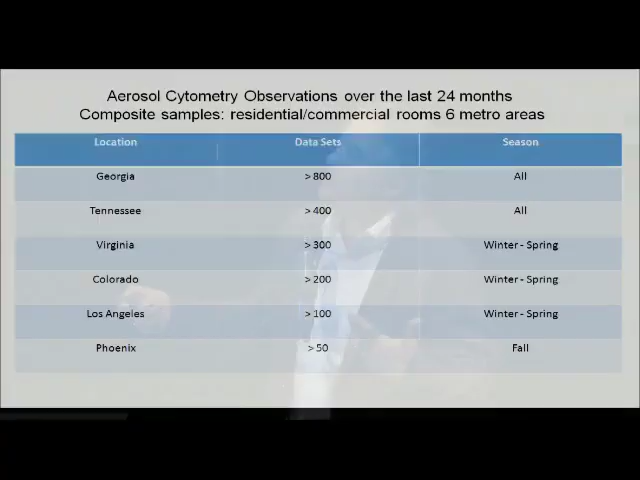 Aerosol Cytometry Observations over the last 24 months
Composite samples: residential/commercial rooms 6 metro areas
Location Data Sets Season
Georgia >800 All
Tennessee >400 All
Virginia >300 Winter - Spring
Colorado >200 Winter - Spring
Los Angeles >100 Winter - Spring
Phoenix >50 Fall